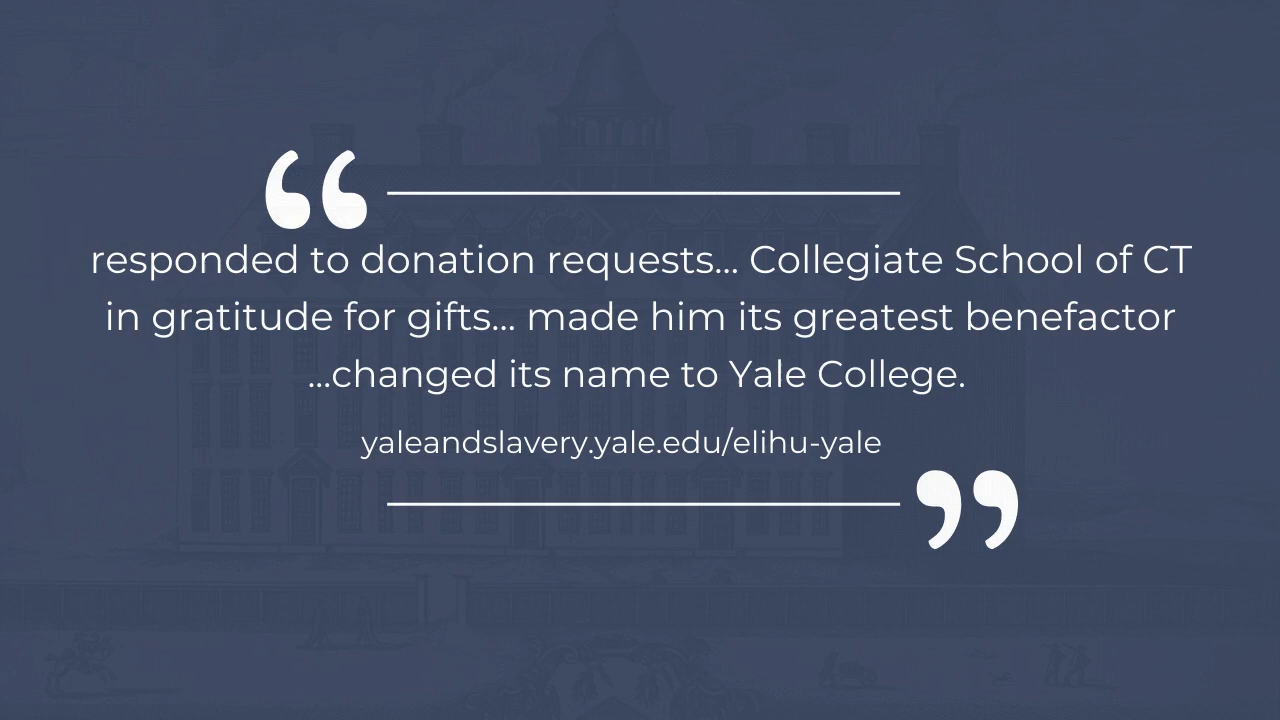 “
responded to donation requests... Collegiate School of CT
in gratitude for gifts... made him its greatest benefactor
...changed its name to Yale College.
yaleandslavery.yale.edu/elihu-yale
”